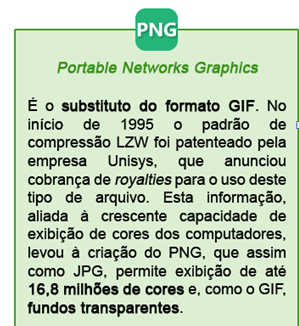 PNG
Portable Networks Graphics
É o substituto do formato GIF. No
início de 1995 o padrão de
compressão LZW foi patenteado pela
empresa Unisys, que anunciou
cobrança de royalties para o uso deste
tipo de arquivo. Esta informação,
aliada à crescente capacidade de
exibição de cores dos computadores,
levou à criação do PNG, que assim
como JPG, permite exibição de até
16,8 milhões de cores e, como o GIF,
fundos transparentes.